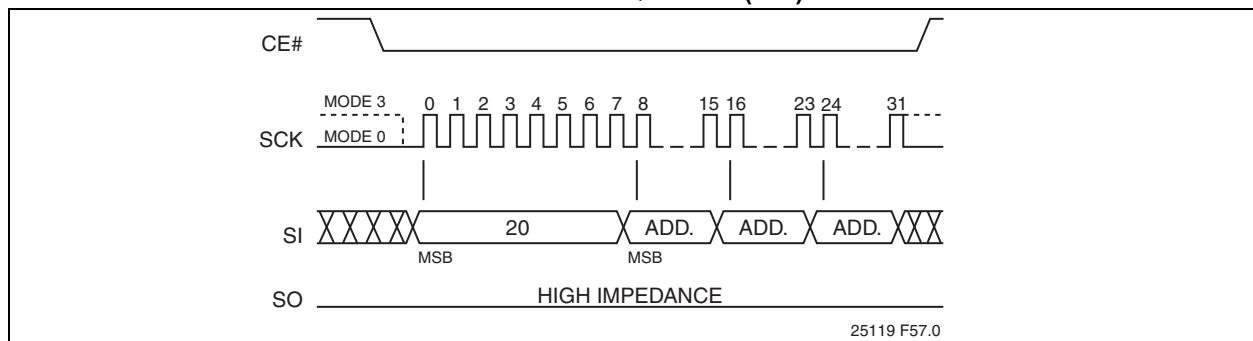 CE#
MODE 3
0 1 2 3 4 5 6 7 8 15 16 23 24 31
SCK
MODE 0
SI
20
ADD.
ADD.
ADD.
MSB
MSB
SO
HIGH IMPEDANCE
25119 F57.0